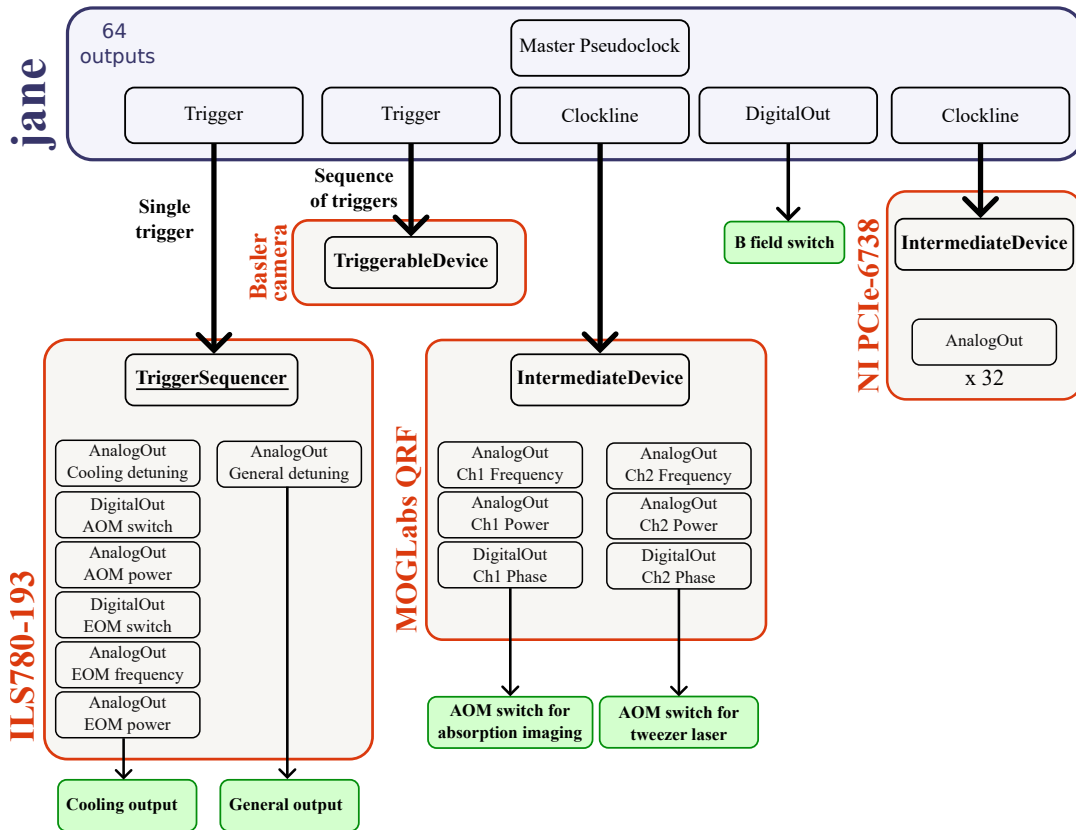 jane
64
outputs
Master Pseudoclock
Trigger
Trigger
Clockline
DigitalOut
Clockline
Single
trigger
Sequence
of triggers
Basler
camera
TriggerableDevice
B field switch
NI PCIe-6738
IntermediateDevice
AnalogOut
x 32
ILS780-193
TriggerSequencer
AnalogOut
Cooling detuning
DigitalOut
AOM switch
AnalogOut
AOM power
DigitalOut
EOM switch
AnalogOut
EOM frequency
AnalogOut
EOM power
AnalogOut
General detuning
Cooling output
General output
MOGLabs QRF
IntermediateDevice
AnalogOut
Ch1 Frequency
AnalogOut
Ch1 Power
DigitalOut
Ch1 Phase
AnalogOut
Ch2 Frequency
AnalogOut
Ch2 Power
DigitalOut
Ch2 Phase
AOM switch for
absorption imaging
AOM switch for
tweezer laser